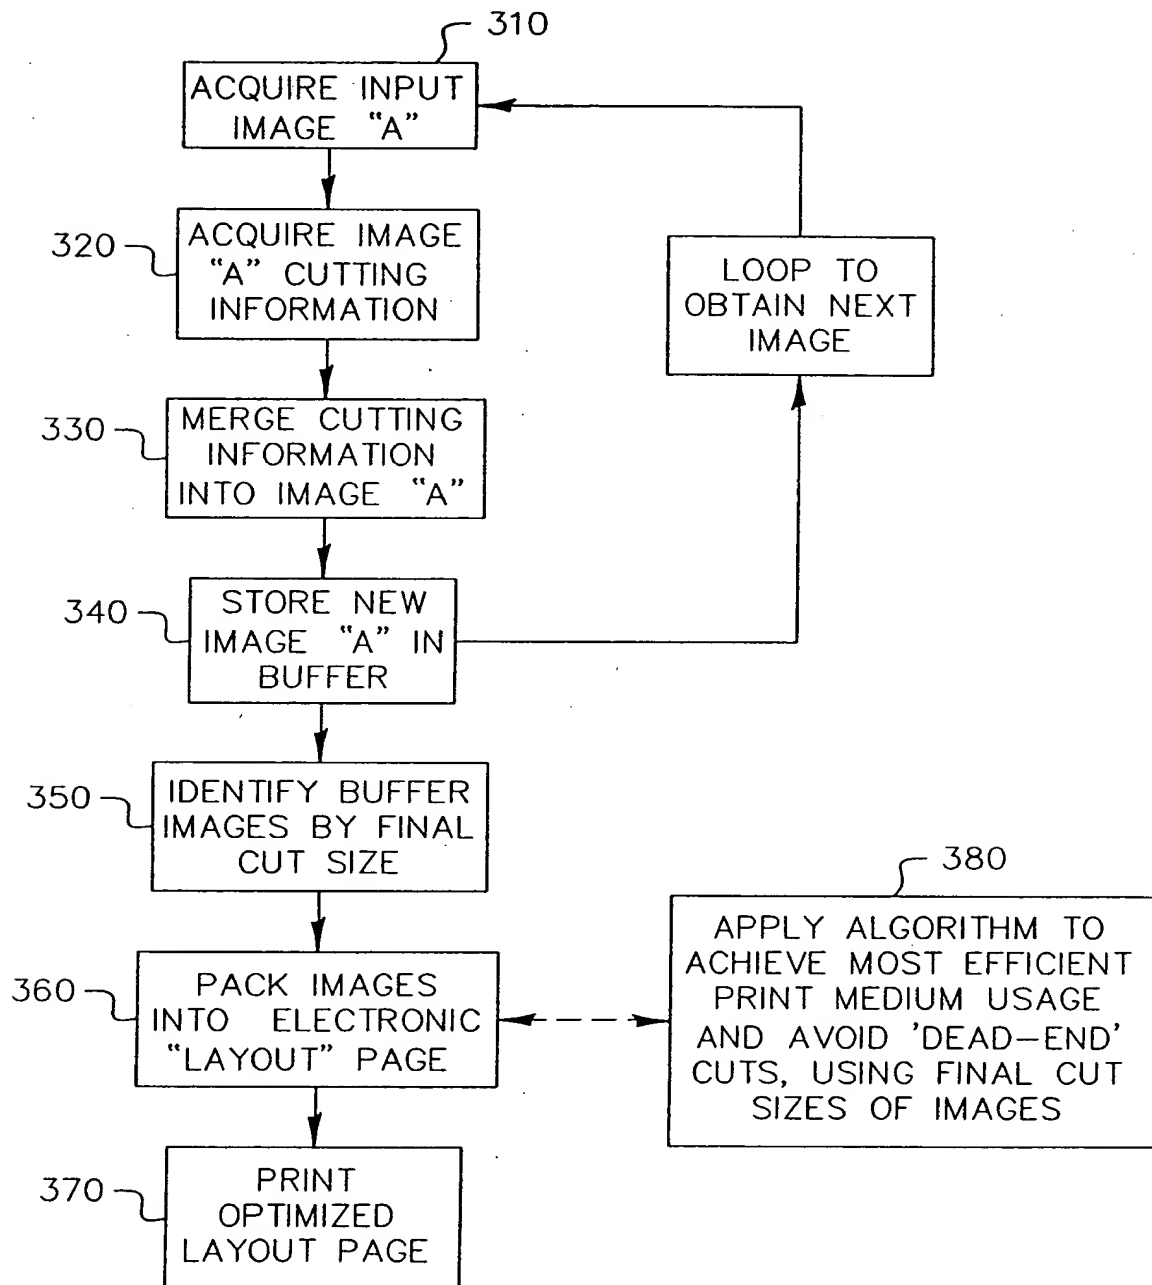 310
ACQUIRE INPUT
IMAGE “A”
320
ACQUIRE IMAGE
“A” CUTTING
INFORMATION
LOOP TO
OBTAIN NEXT
IMAGE
330
MERGE CUTTING
INFORMATION
INTO IMAGE “A”
340
STORE NEW
IMAGE “A” IN
BUFFER
350
IDENTIFY BUFFER
IMAGES BY FINAL
CUT SIZE
360
PACK IMAGES
INTO ELECTRONIC
“LAYOUT” PAGE
380
APPLY ALGORITHM TO
ACHIEVE MOST EFFICIENT
PRINT MEDIUM USAGE
AND AVOID 'DEAD-END'
CUTS, USING FINAL CUT
SIZES OF IMAGES
370
PRINT
OPTIMIZED
LAYOUT PAGE